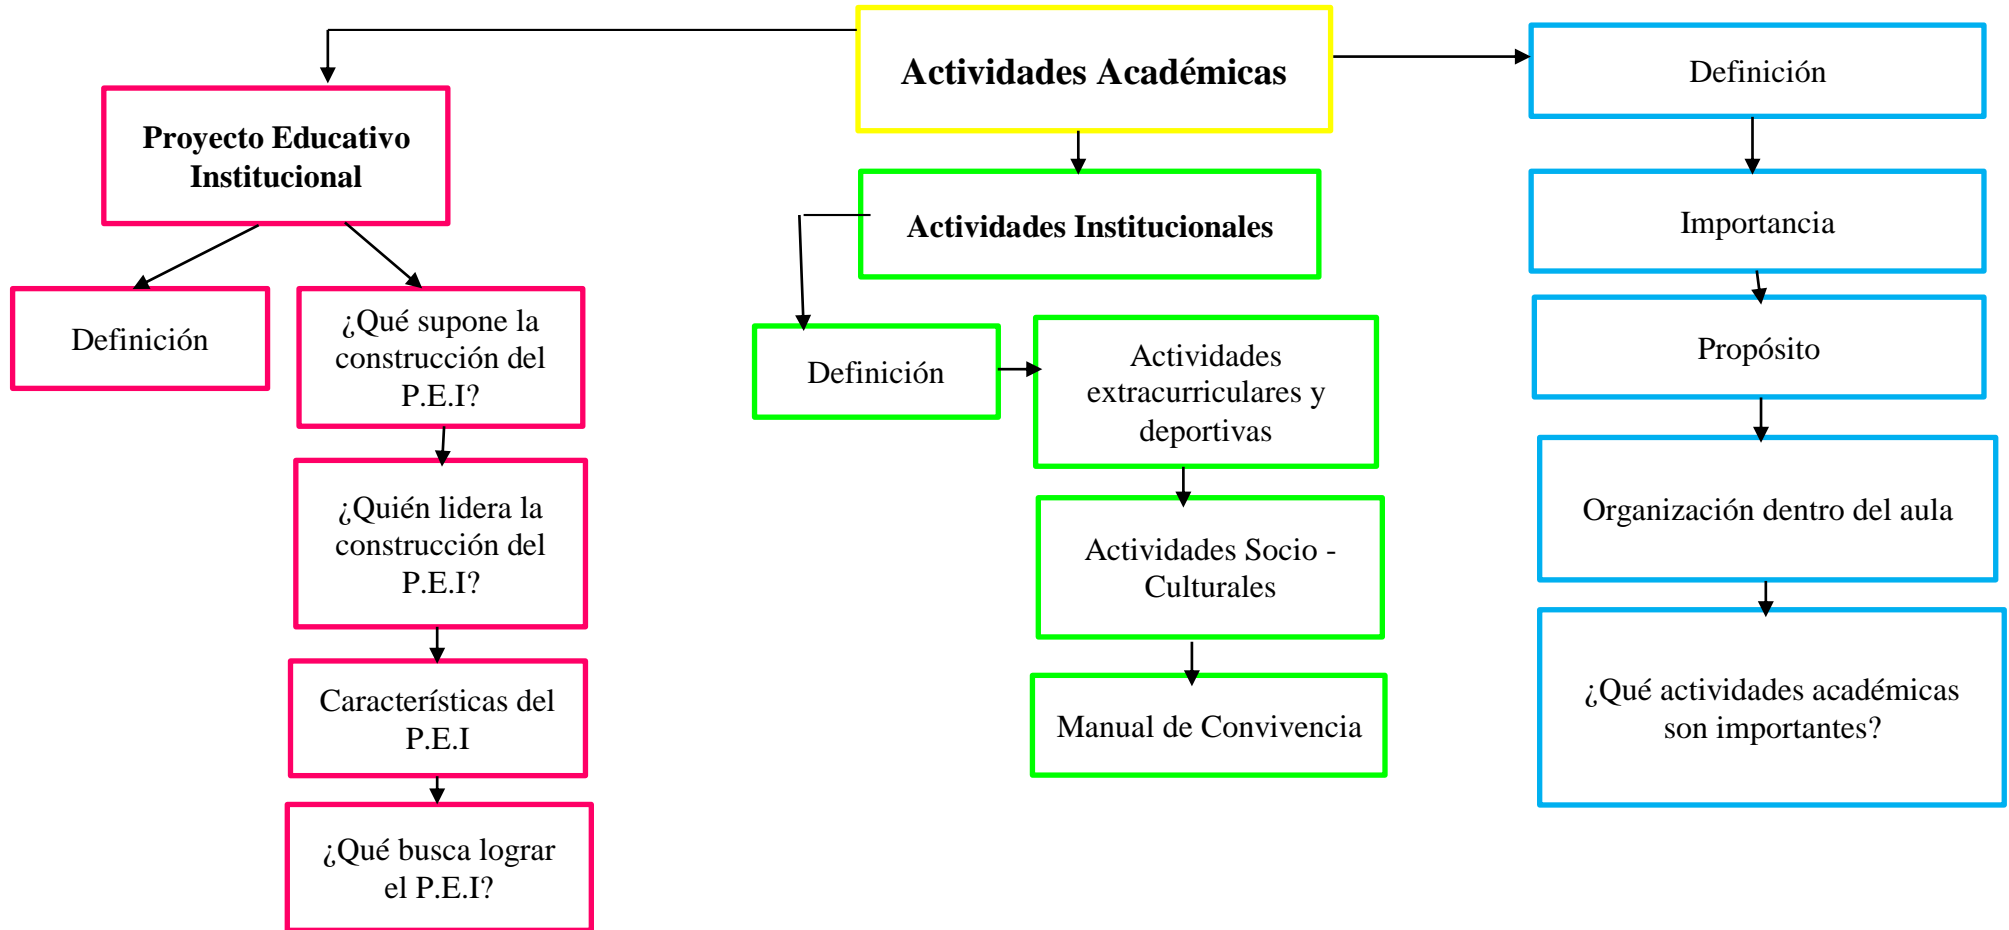 Actividades Académicas
Proyecto Educativo
Institucional
Definición
¿Qué supone la
construcción del
P.E.I?
¿Quién lidera la
construcción del
P.E.I?
Característicias del
P.E.I
¿Qué busca lograr
el P.E.I?
Actividades Institucionales
Definición
Actividades
extracurriculares y
deportivas
Actividades Socio -
Culturales
Manual de Convivencia
Definición
Importancia
Propósito
Organización dentro del aula
¿Qué actividades académicas
son importantes?